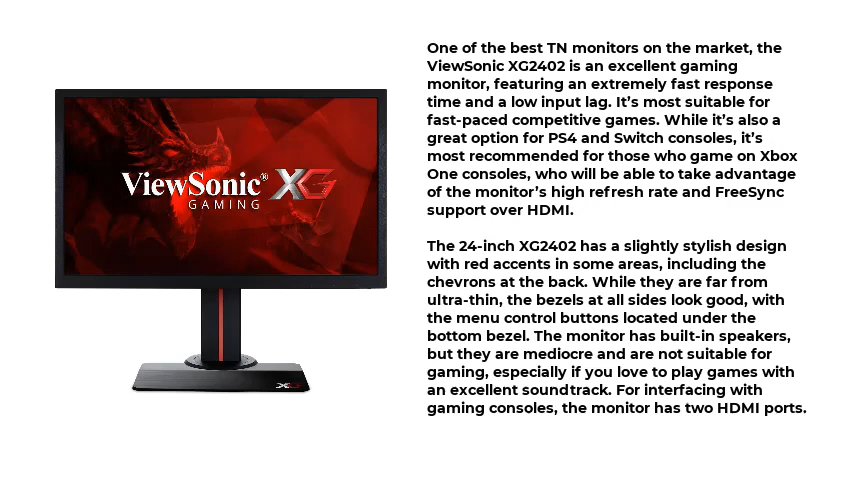 ViewSonic® XG
GAMING
XG
One of the best TN monitors on the market, the
ViewSonic XG2402 is an excellent gaming
monitor, featuring an extremely fast response
time and a low input lag. It’s most suitable for
fast-paced competitive games. While it’s also a
great option for PS4 and Switch consoles, it’s
most recommended for those who game on Xbox
One consoles, who will be able to take advantage
of the monitor’s high refresh rate and FreeSync
support over HDMI.
The 24-inch XG2402 has a slightly stylish design
with red accents in some areas, including the
chevrons at the back. While they are far from
ultra-thin, the bezels at all sides look good, with
the menu control buttons located under the
bottom bezel. The monitor has built-in speakers,
but they are mediocre and are not suitable for
gaming, especially if you love to play games with
an excellent soundtrack. For interfacing with
gaming consoles, the monitor has two HDMI ports.